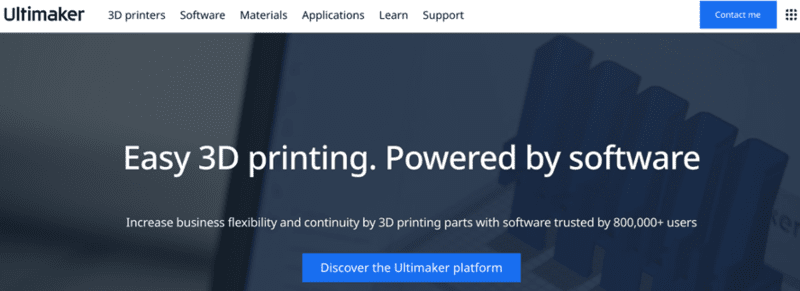 Ultimaker 3D printers Software Materials Applications Learn Support Contact me
Easy 3D printing. Powered by software
Increase business flexibility and continuity by 3D printing parts with software trusted by 800,000+ users
Discover the Ultimaker platform